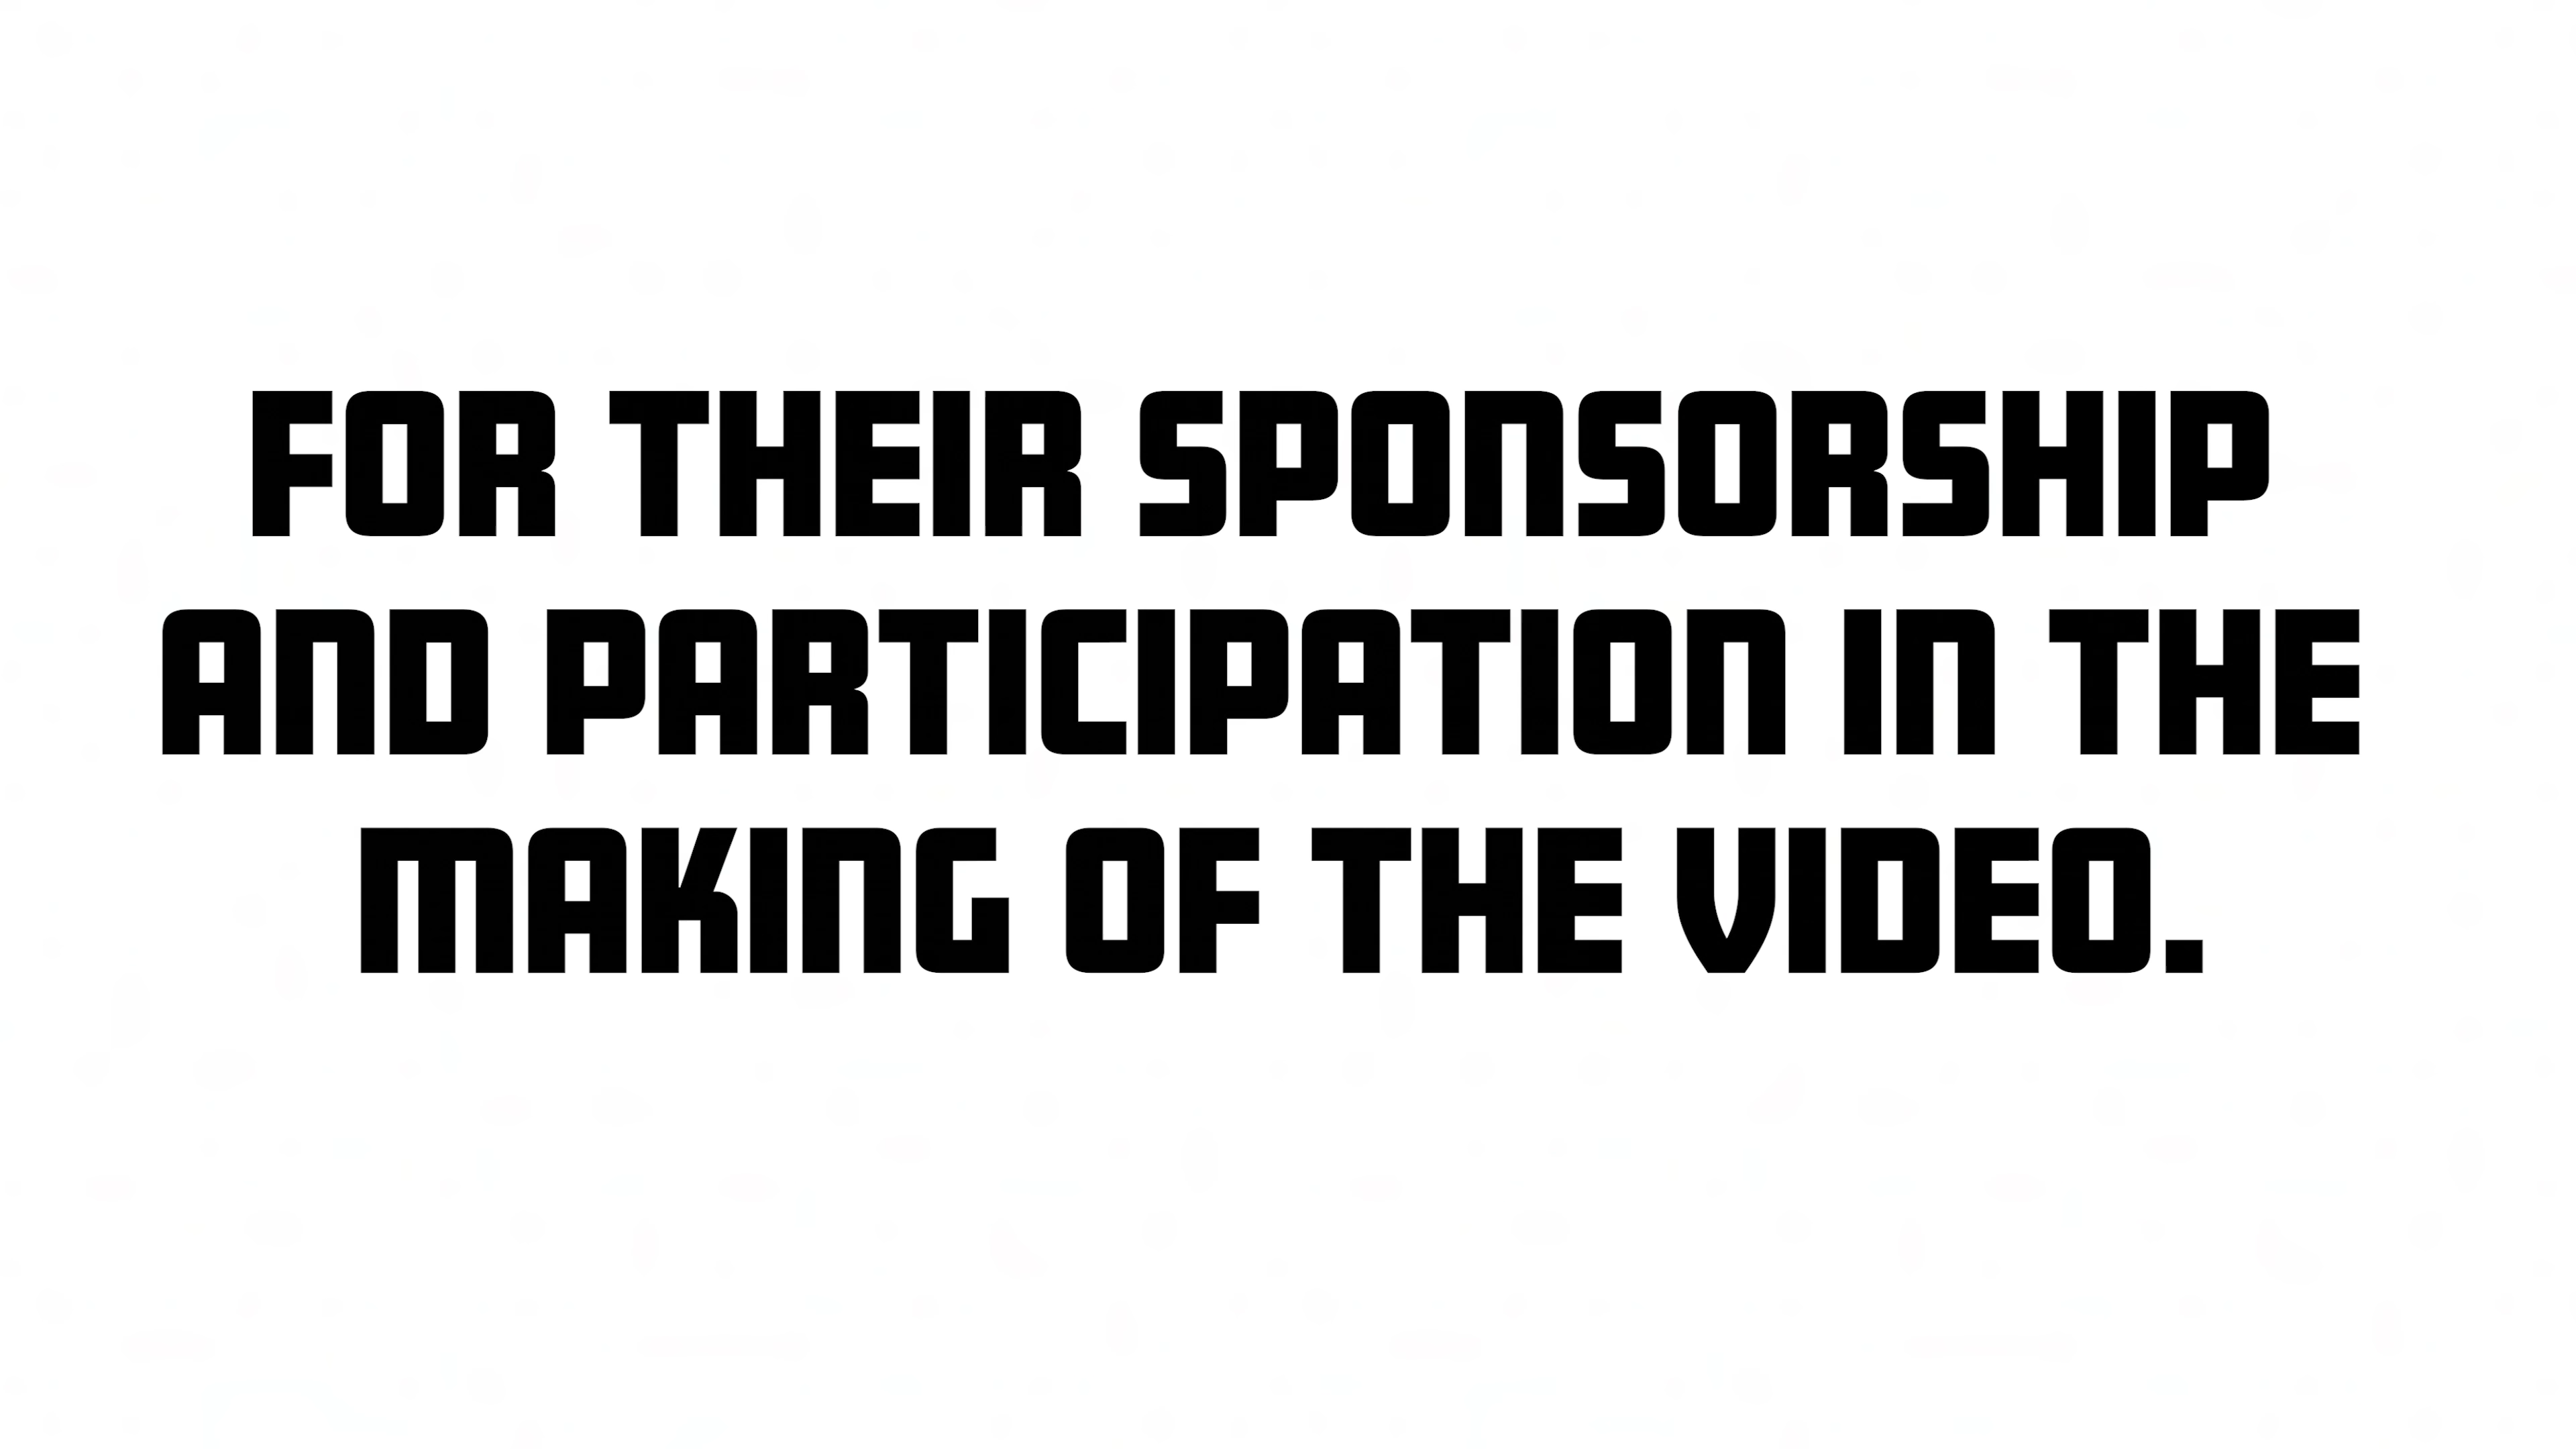 FOR THEIR SPONSORSHIP
AND PARTICIPATION IN THE
MAKING OF THE VIDEO.